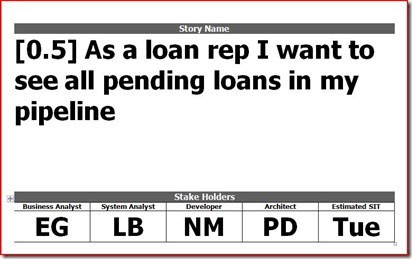 Story Name
[0.5] As a loan rep I want to
see all pending loans in my
pipeline
Stake Holders
Business Analyst System Analyst Developer Architect Estimated SIT
EG LB NM PD Tue